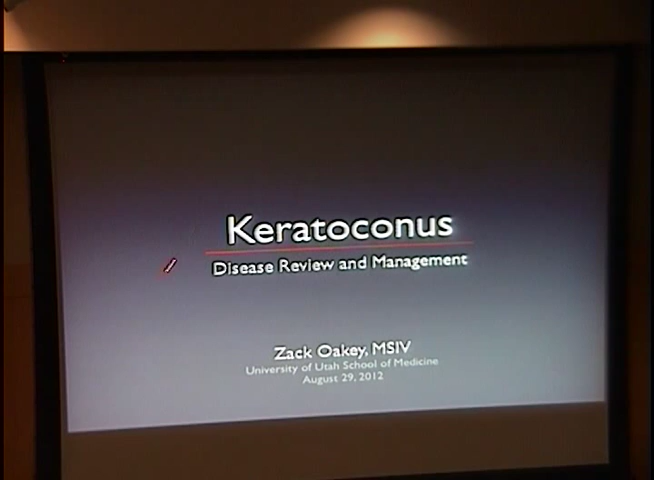 Keratoconus
Disease Review and Management
Zack Oakey, MSIV
University of Utah School of Medicine
August 29, 2012